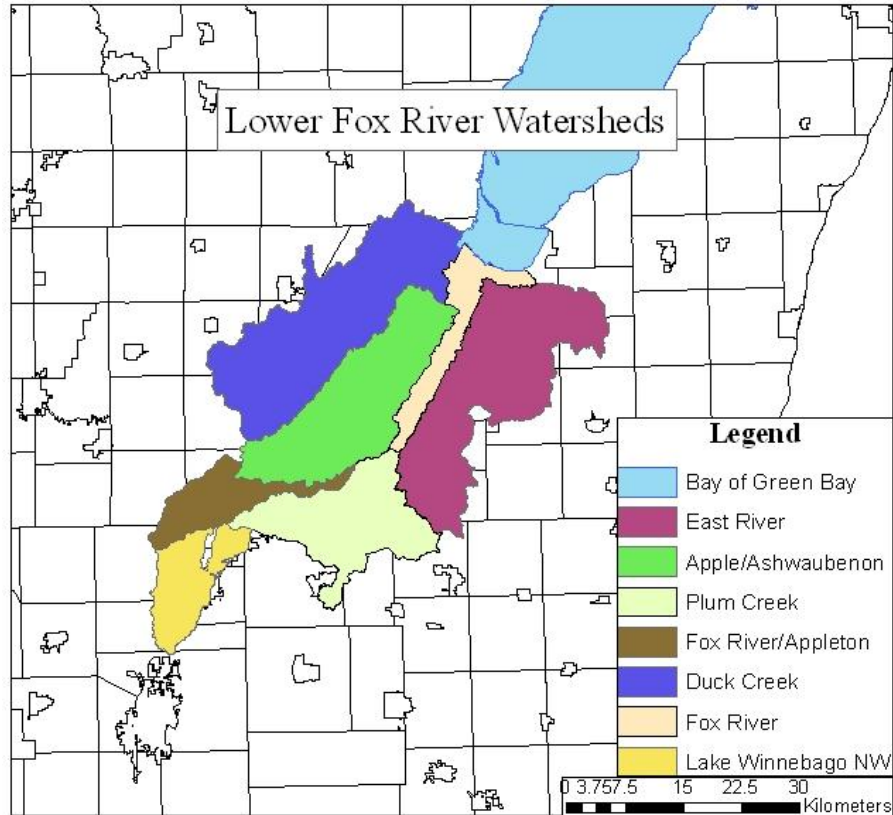 Lower Fox River Watersheds
Legend
Bay of Green Bay
East River
Apple/Ashwaubenon
Plum Creek
Fox River/Appleton
Duck Creek
Fox River
Lake Winnebago NW
0 3.757.5 15 22.5 30
Kilometers